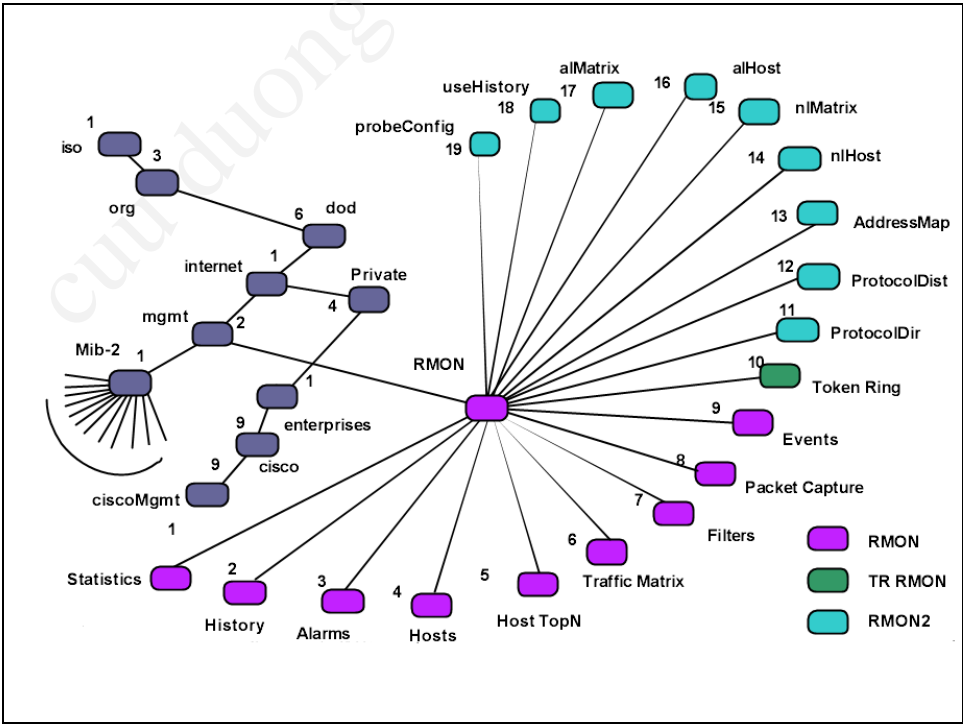 cuu duong
1
iso
3
org
6
dod
1
internet
Private
4
mgmt
2
Mib-2
1
1
enterprises
9
cisco
9
ciscoMgmt
RMON
probeConfig
19
useHistory
18
alMatrix
17
16
alHost
15
nlMatrix
14
nlHost
13
AddressMap
12
ProtocolDist
11
ProtocolDir
10
Token Ring
9
Events
8
Packet Capture
7
Filters
6
Traffic Matrix
5
Host TopN
4
Hosts
3
Alarms
2
History
1
Statistics
RMON
TR RMON
RMON2